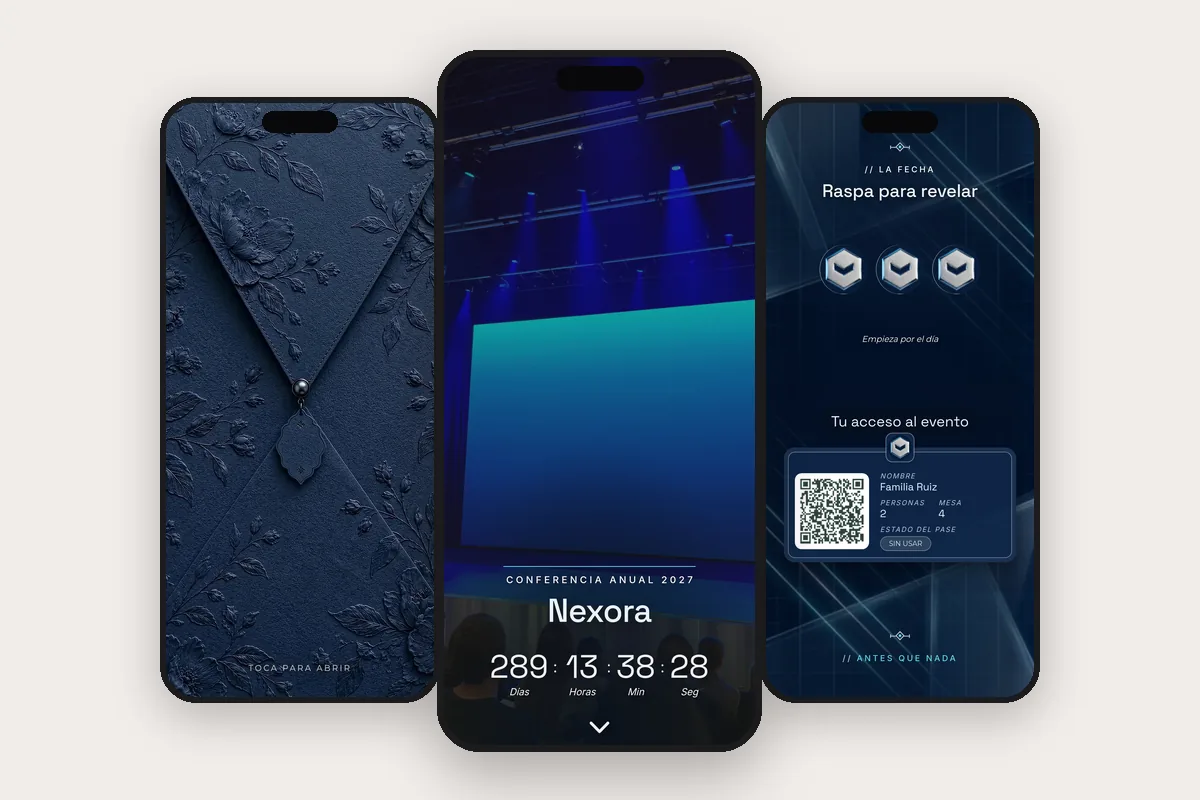 TOCA PARA ABRIR
CONFERENCIA ANUAL 2027
Nexora
289 : 13 : 38 : 28
Días Horas Min Seg
// LA FECHA
Raspa para revelar
Empieza por el día
Tu acceso al evento
NOMBRE
Familia Ruiz
PERSONAS MESA
2 4
ESTADO DEL PASE
SIN USAR
// ANTES QUE NADA